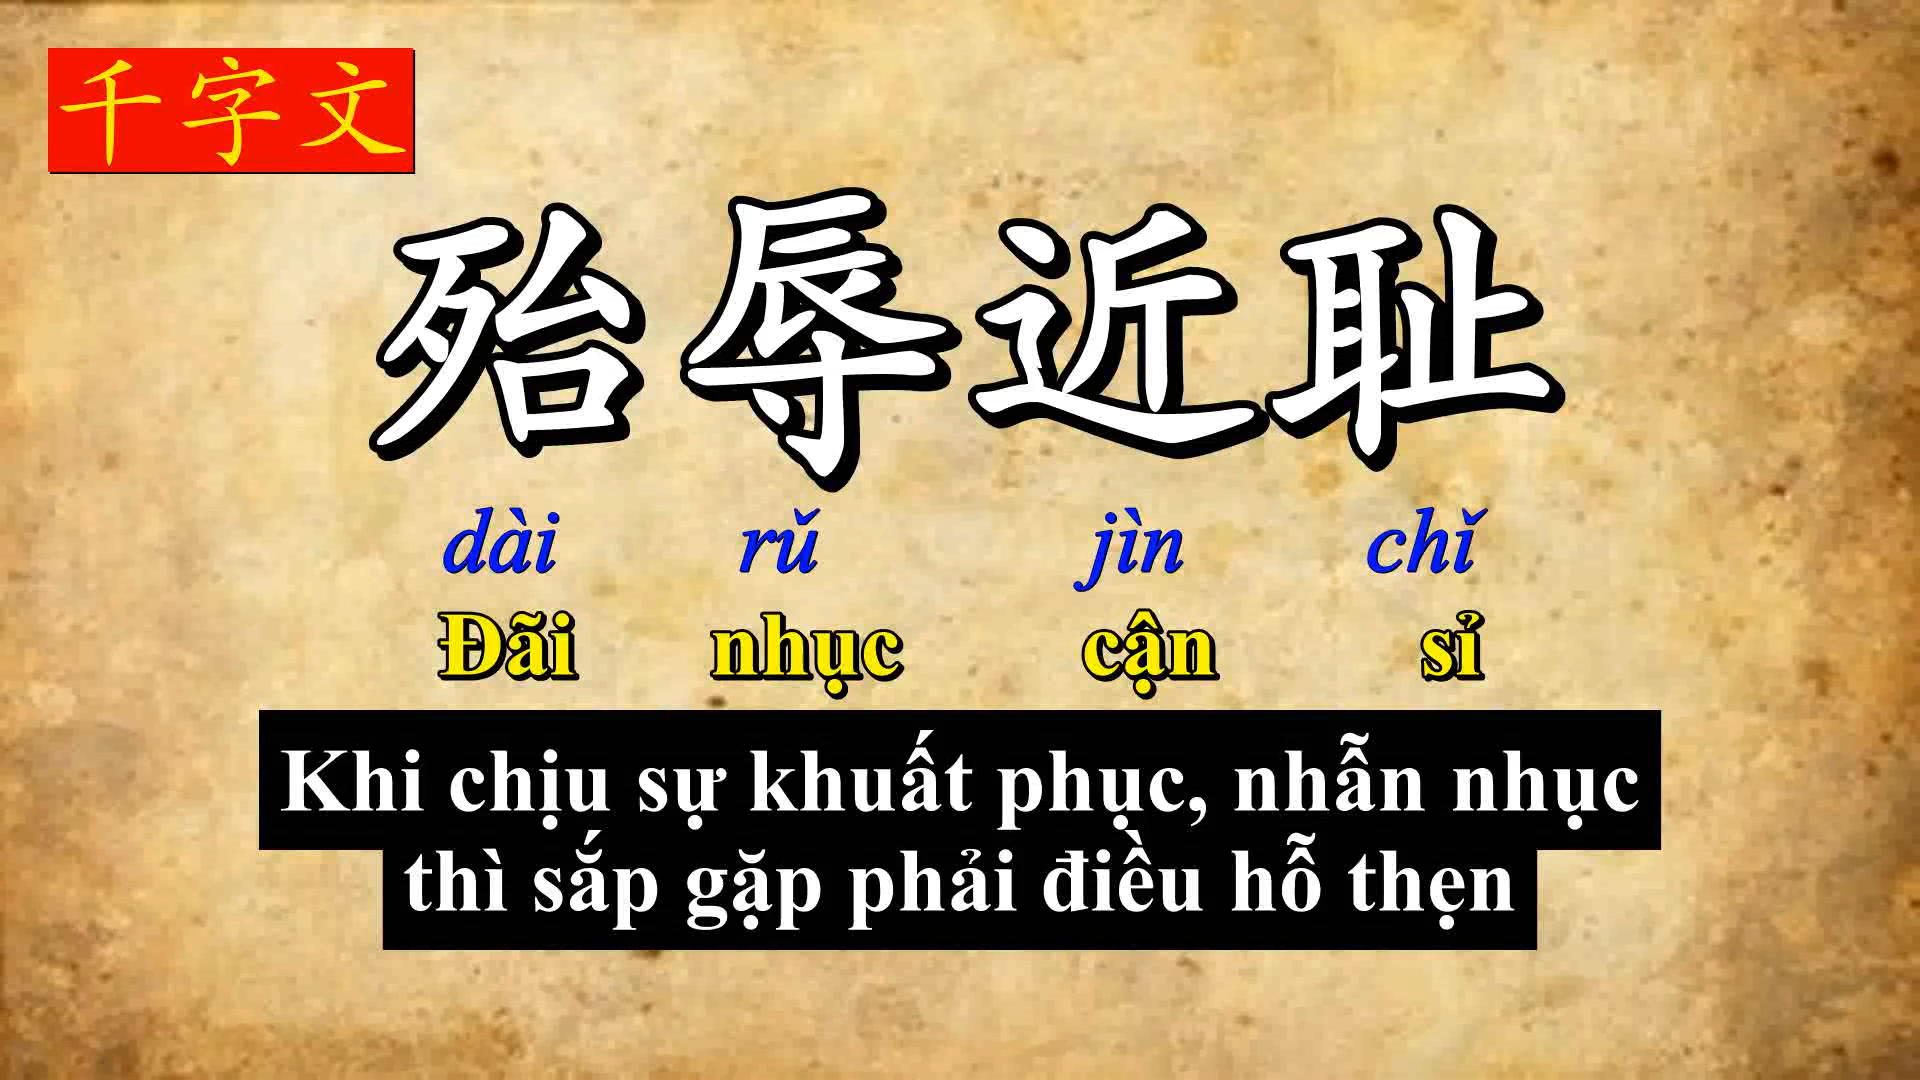 千字文
殆辱近耻
dài rǔ jìn chǐ
Đãi nhục cận sỉ
Khi chịu sự khuất phục, nhẫn nhục
thì sắp gặp phải điều hỗ thẹn